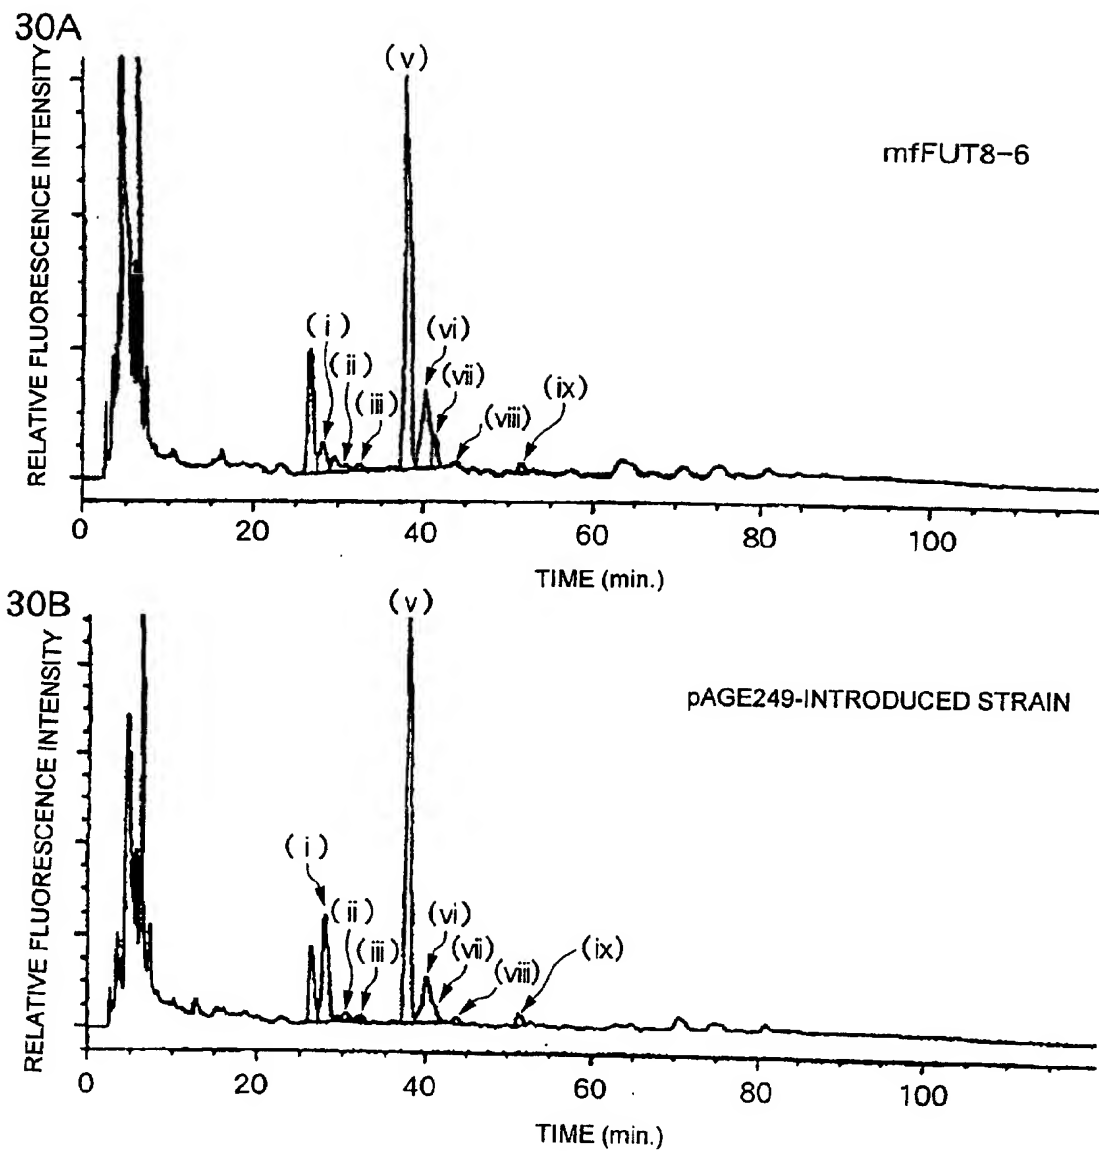 30A
RELATIVE FLUORESCENCE INTENSITY
(v)
mfFUT8-6
(i)
(ii)
(iii)
(vi)
(vii)
(viii)
(ix)
0 20 40 60 80 100
TIME (min.)
30B
RELATIVE FLUORESCENCE INTENSITY
(v)
pAGE249-INTRODUCED STRAIN
(i)
(ii)
(iii)
(vi)
(vii)
(viii)
(ix)
0 20 40 60 80 100
TIME (min.)